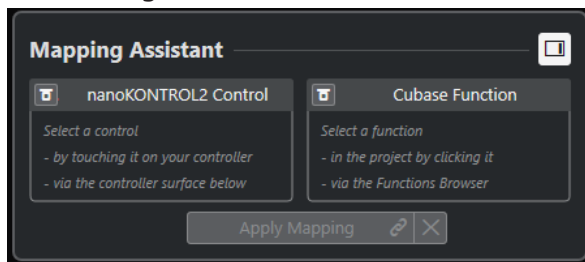 Mapping Assistant
nanoKONTROL2 Control
Cubase Function
Select a control
- by touching it on your controller
- via the controller surface below
Select a function
- in the project by clicking it
- via the Functions Browser
Apply Mapping